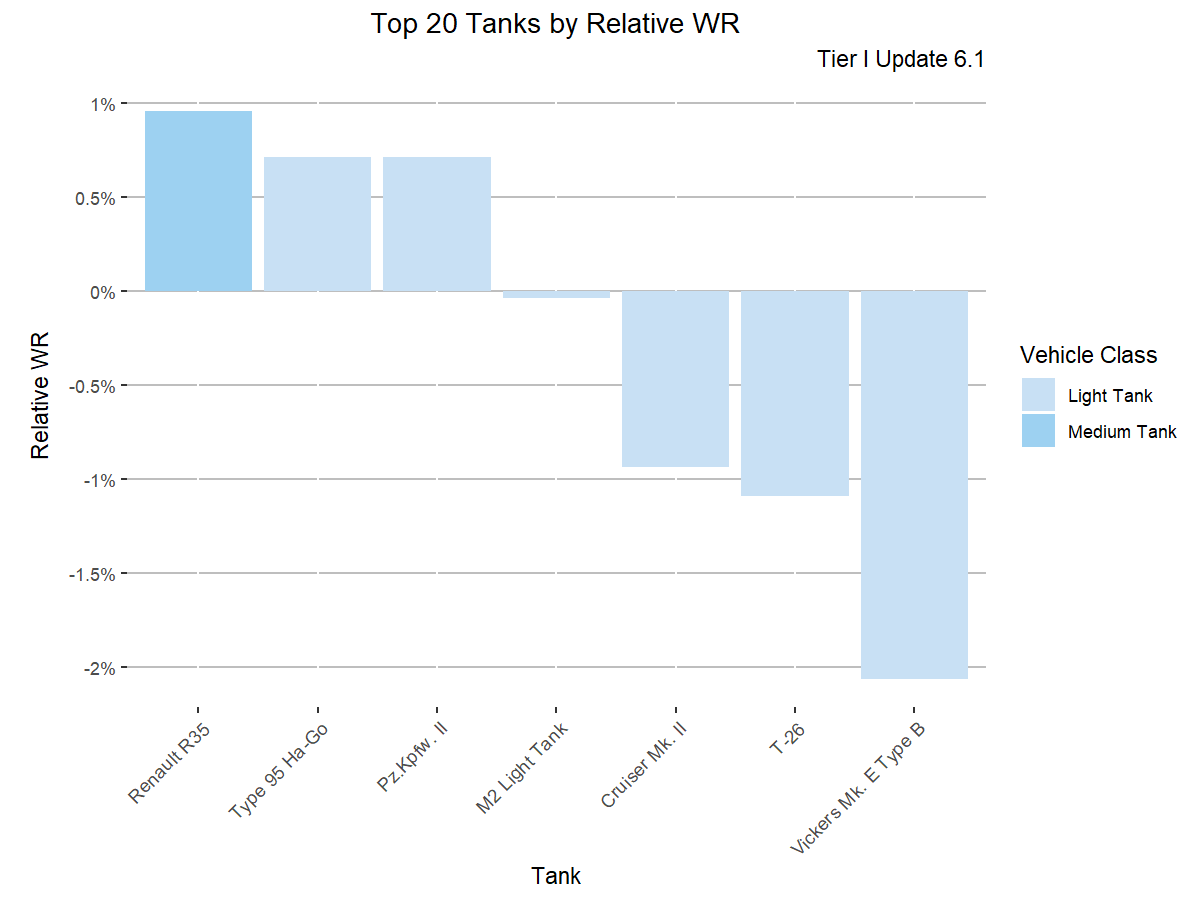 Top 20 Tanks by Relative WR
Tier I Update 6.1
1%
0.5%
0%
-0.5%
-1%
-1.5%
-2%
Relative WR
Renault R35
Type 95 Ha-Go
Pz.Kpfw. II
M2 Light Tank
Cruiser Mk. II
T-26
Vickers Mk. E Type B
Tank
Vehicle Class
Light Tank
Medium Tank